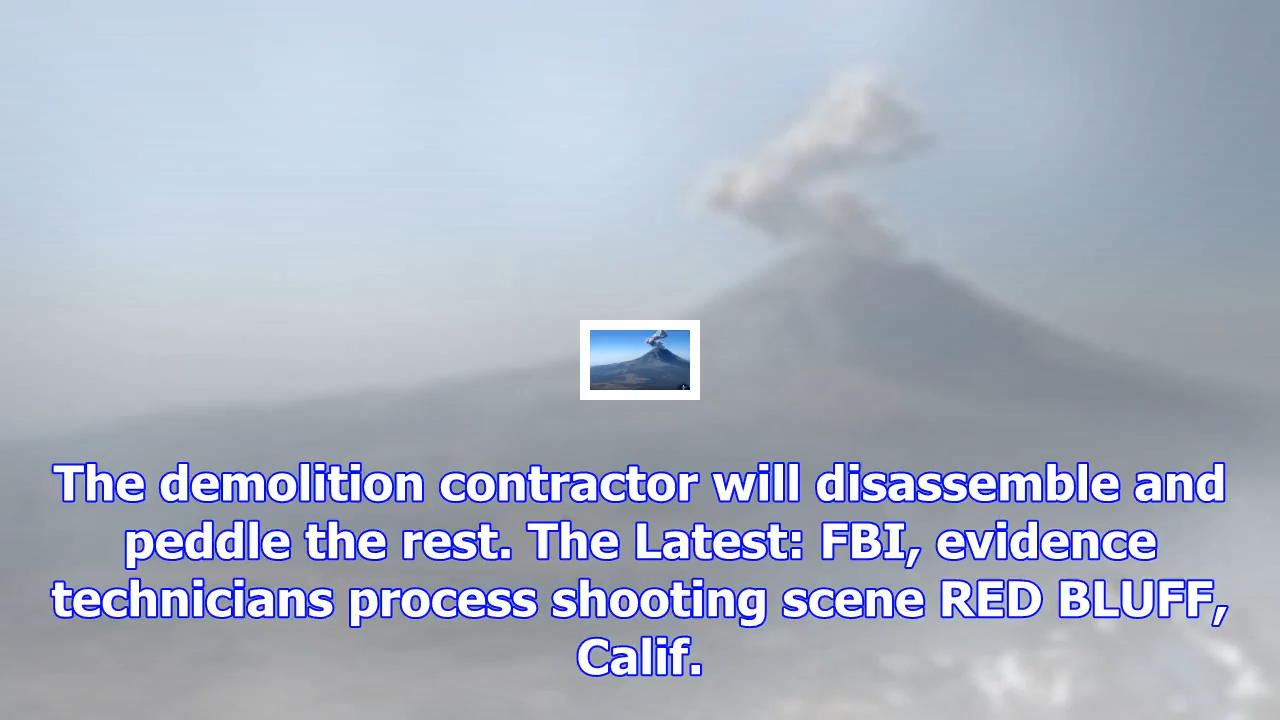 The demolition contractor will disassemble and
peddle the rest. The Latest: FBI, evidence
technicians process shooting scene RED BLUFF,
Calif.